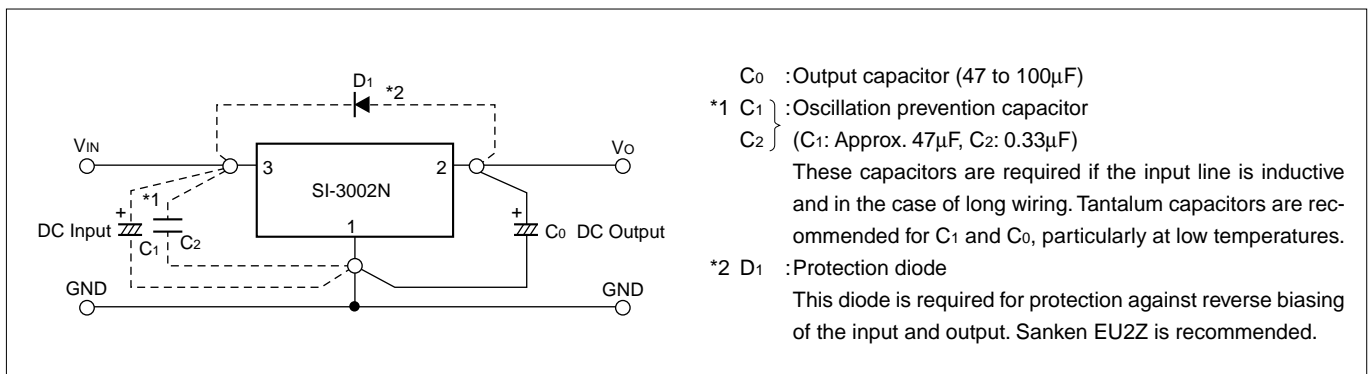 D1
*2
VIN
VO
3
2
SI-3002N
*1
1
+
+
DC Input
C1
C2
C0 DC Output
GND
GND
C0 :Output capacitor (47 to 100μF)
*1 C1 :Oscillation prevention capacitor
C2 (C1: Approx. 47μF, C2: 0.33μF)
These capacitors are required if the input line is inductive
and in the case of long wiring. Tantalum capacitors are rec-
ommended for C1 and C0, particularly at low temperatures.
*2 D1 :Protection diode
This diode is required for protection against reverse biasing
of the input and output. Sanken EU2Z is recommended.